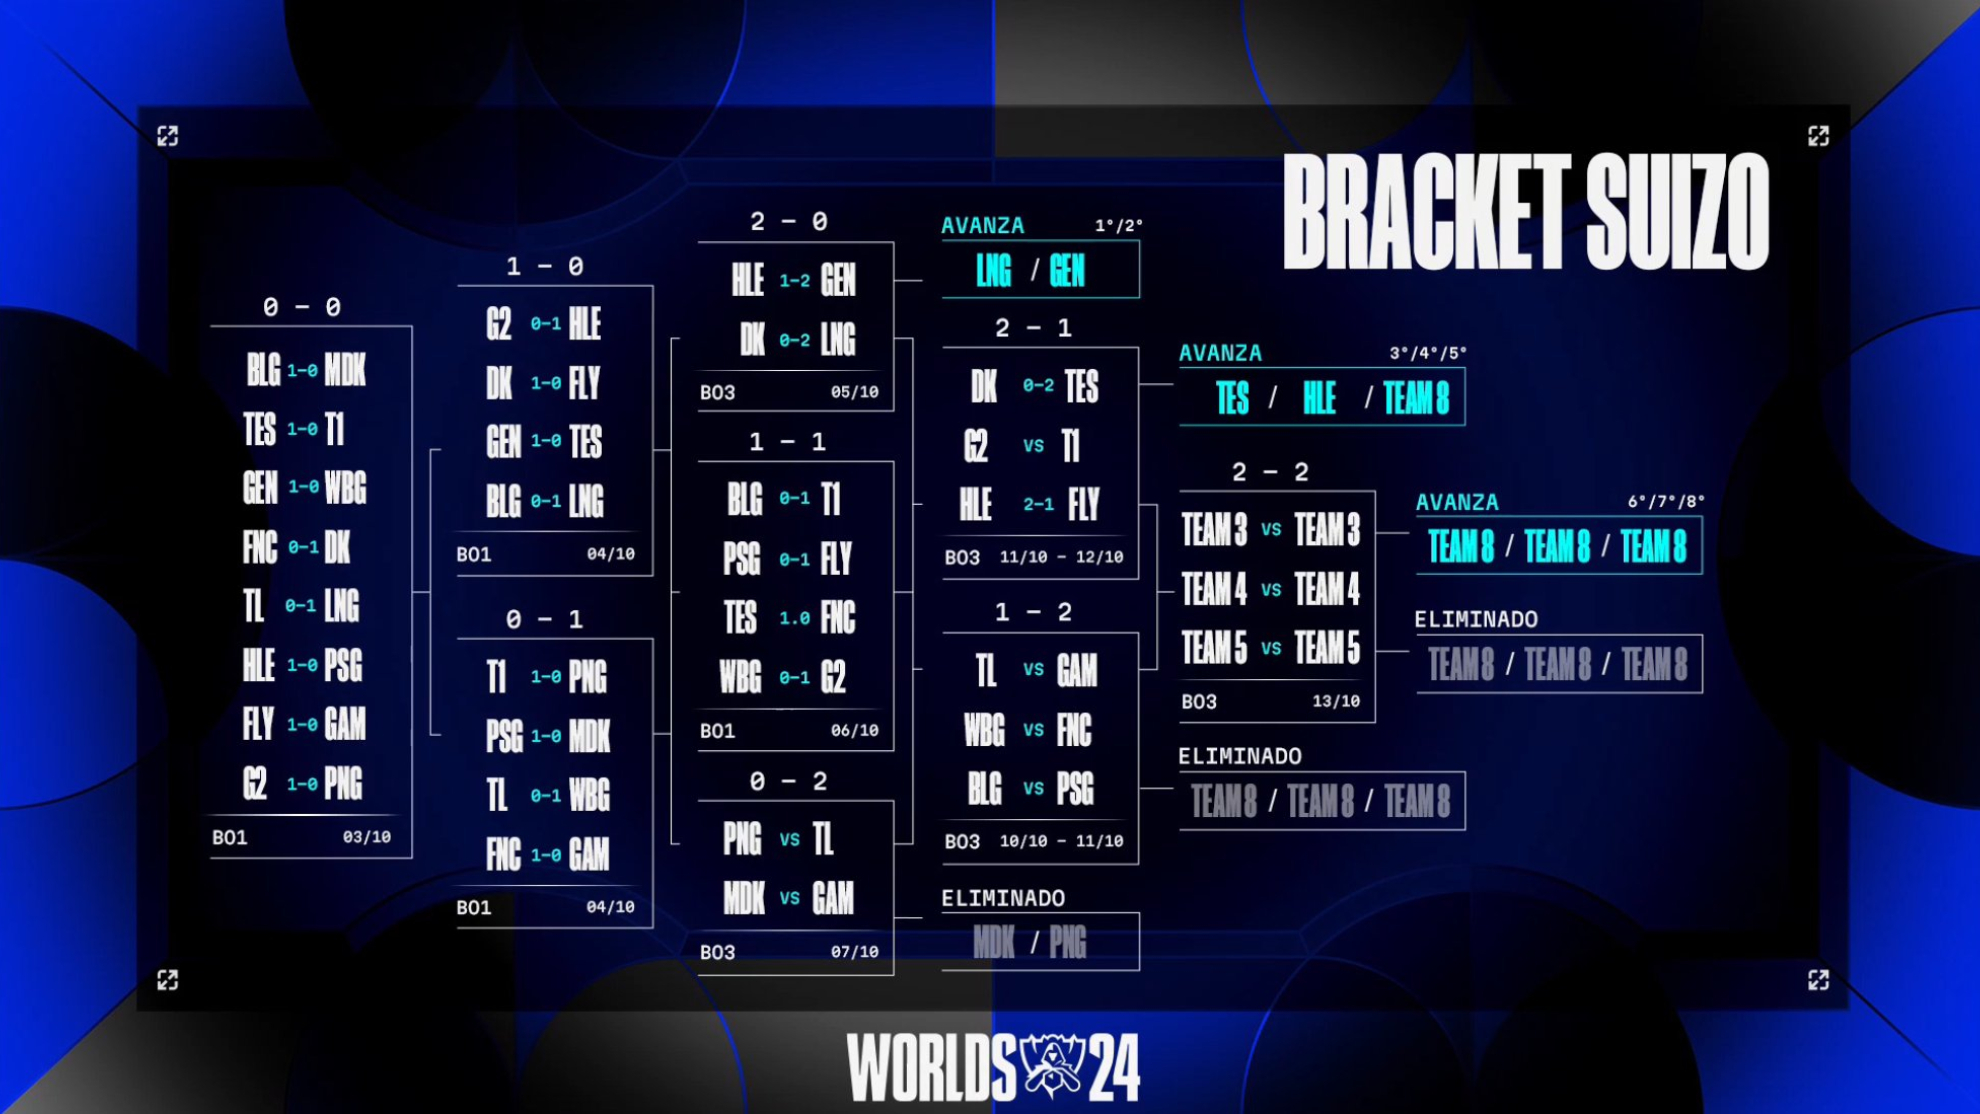 BRACKET SUIZO
0 - 0
BLG 1-0 MDK
TES 1-0 T1
GEN 1-0 WBG
FNC 0-1 DK
TL 0-1 LNG
HLE 1-0 PSG
FLY 1-0 GAM
G2 1-0 PNG
BO1 03/10
1 - 0
G2 0-1 HLE
DK 1-0 FLY
GEN 1-0 TES
BLG 0-1 LNG
BO1 04/10
0 - 1
T1 1-0 PNG
PSG 1-0 MDK
TL 0-1 WBG
FNC 1-0 GAM
BO1 04/10
2 - 0
HLE 1-2 GEN
DK 0-2 LNG
BO3 05/10
1 - 1
BLG 0-1 T1
PSG 0-1 FLY
TES 1.0 FNC
WBG 0-1 G2
BO1 06/10
0 - 2
PNG VS TL
MDK VS GAM
BO3 07/10
AVANZA 1°/2°
LNG / GEN
2 - 1
DK 0-2 TES
G2 VS T1
HLE 2-1 FLY
BO3 11/10 - 12/10
1 - 2
TL VS GAM
WBG VS FNC
BLG VS PSG
BO3 10/10 - 11/10
ELIMINADO
MDK / PNG
AVANZA 3°/4°/5°
TES / HLE / TEAM 8
2 - 2
TEAM 3 VS TEAM 3
TEAM 4 VS TEAM 4
TEAM 5 VS TEAM 5
BO3 13/10
ELIMINADO
TEAM 8 / TEAM 8 / TEAM 8
AVANZA 6°/7°/8°
TEAM 8 / TEAM 8 / TEAM 8
ELIMINADO
TEAM 8 / TEAM 8 / TEAM 8
WORLDS 24